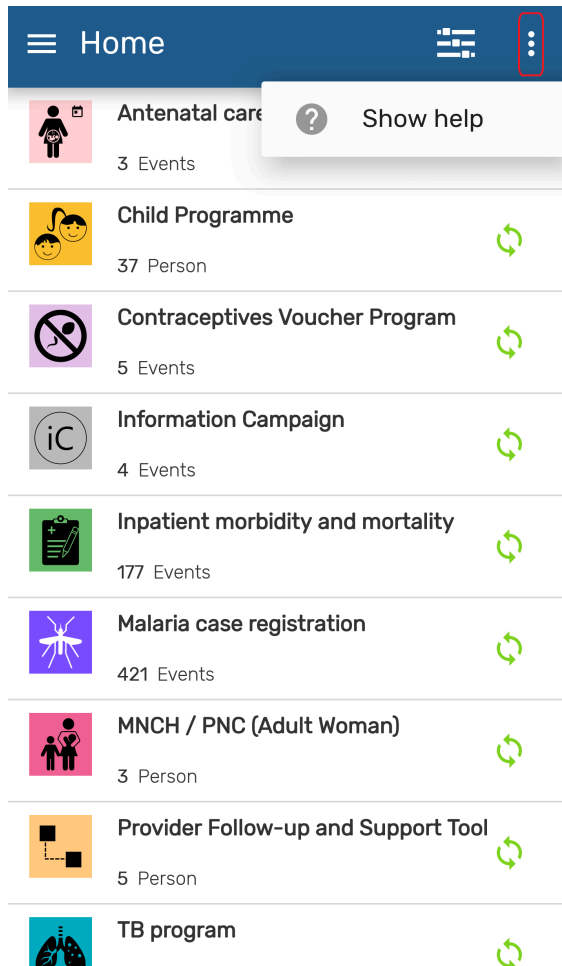 Home
Show help
Antenatal care
3 Events
Child Programme
37 Person
Contraceptives Voucher Program
5 Events
iC
Information Campaign
4 Events
Inpatient morbidity and mortality
177 Events
Malaria case registration
421 Events
MNCH / PNC (Adult Woman)
3 Person
Provider Follow-up and Support Tool
5 Person
TB program